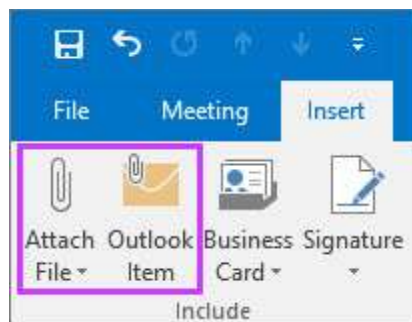 File Meeting Insert
Attach Outlook Business Signature
File Item Card
Include